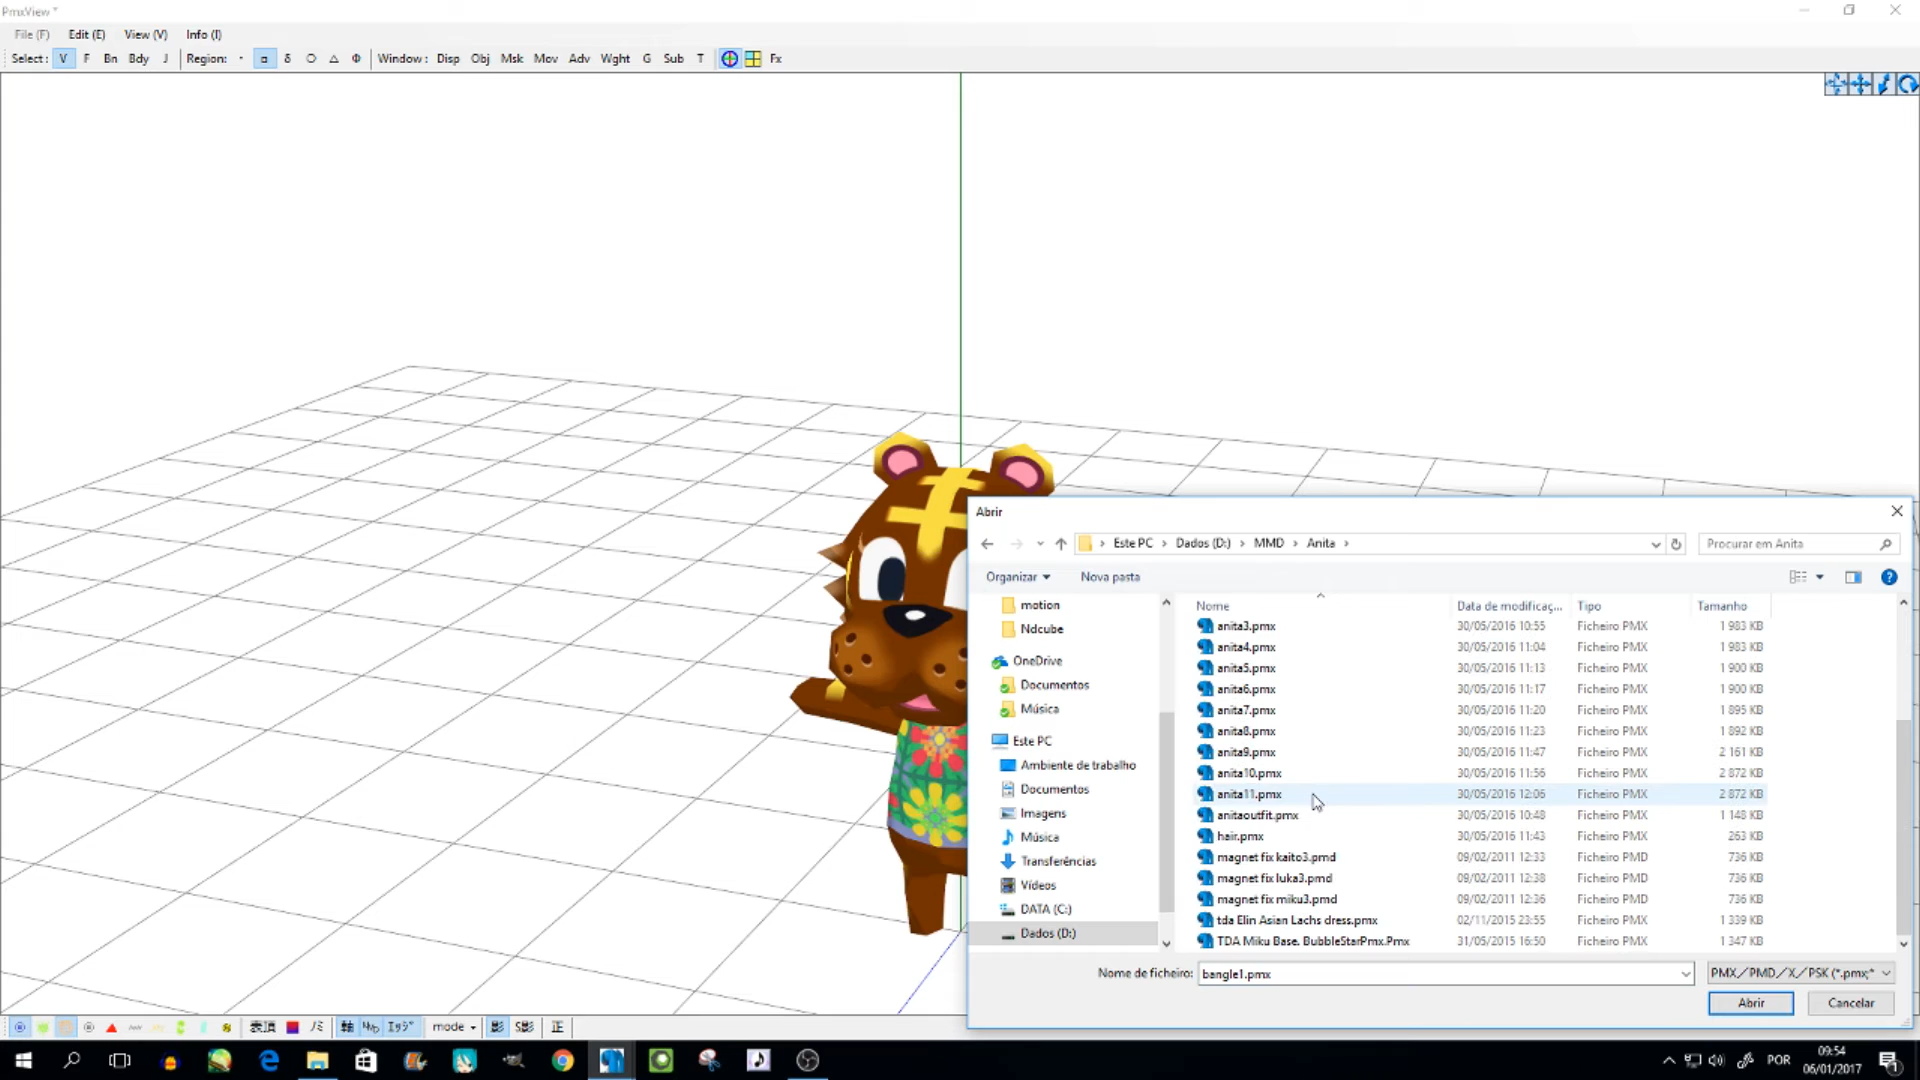 PmxView *
File (F) Edit (E) View (V) Info (I)
Select: V F Bn Bdy J Region: Window: Disp Obj Msk Mov Adv Wght G Sub T Fx
Abrir
Este PC > Dados (D:) > MMD > Anita >
Procurar em Anita
Organizar Nova pasta
motion
Ndcube
OneDrive
Documentos
Música
Este PC
Ambiente de trabalho
Documentos
Imagens
Música
Transferências
Vídeos
DATA (C:)
Dados (D:)
Nome Data de modificaç... Tipo Tamanho
anita3.pmx 30/05/2016 10:55 Ficheiro PMX 1 983 KB
anita4.pmx 30/05/2016 11:04 Ficheiro PMX 1 983 KB
anita5.pmx 30/05/2016 11:13 Ficheiro PMX 1 900 KB
anita6.pmx 30/05/2016 11:17 Ficheiro PMX 1 900 KB
anita7.pmx 30/05/2016 11:20 Ficheiro PMX 1 895 KB
anita8.pmx 30/05/2016 11:23 Ficheiro PMX 1 892 KB
anita9.pmx 30/05/2016 11:47 Ficheiro PMX 2 161 KB
anita10.pmx 30/05/2016 11:56 Ficheiro PMX 2 872 KB
anita11.pmx 30/05/2016 12:06 Ficheiro PMX 2 872 KB
anitaoutfit.pmx 30/05/2016 10:48 Ficheiro PMX 1 148 KB
hair.pmx 30/05/2016 11:43 Ficheiro PMX 263 KB
magnet fix kaito3.pmd 09/02/2011 12:33 Ficheiro PMD 736 KB
magnet fix luka3.pmd 09/02/2011 12:38 Ficheiro PMD 736 KB
magnet fix miku3.pmd 09/02/2011 12:36 Ficheiro PMD 736 KB
tda Elin Asian Lachs dress.pmx 02/11/2015 23:55 Ficheiro PMX 1 339 KB
TDA Miku Base. BubbleStarPmx.Pmx 31/05/2015 16:50 Ficheiro PMX 1 347 KB
Nome de ficheiro: bangle1.pmx PMX/PMD/X/PSK (*.pmx;*
Abrir Cancelar
表頂 軸 ｴｯｼﾞ mode 影 S影 正
POR 09:54
06/01/2017